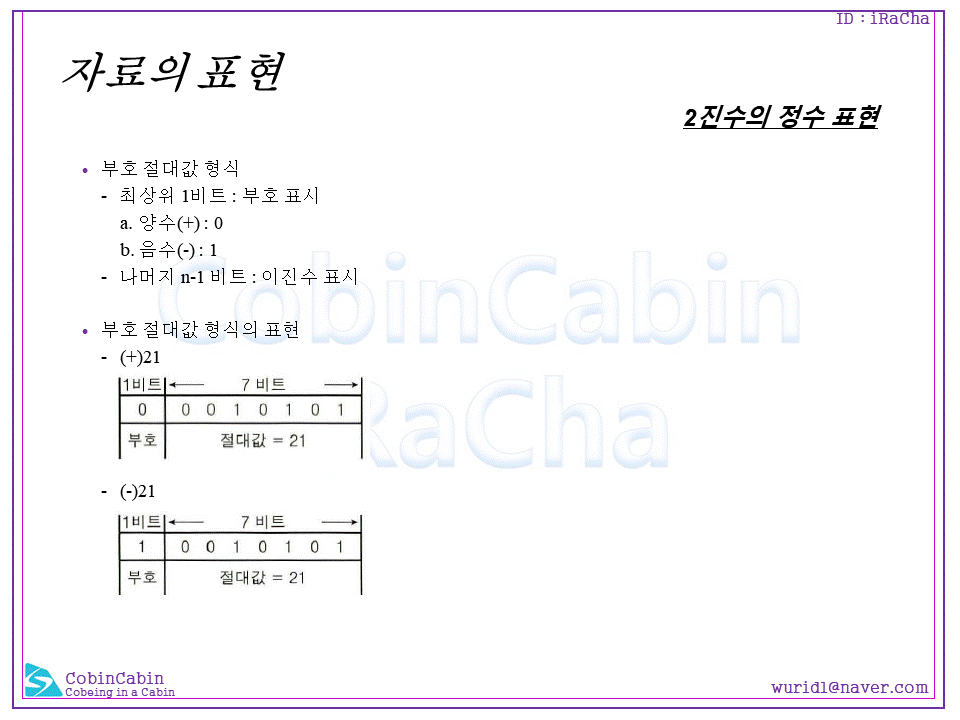 ID : iRaCha
자료의 표현
2진수의 정수 표현
• 부호 절대값 형식
- 최상위 1비트 : 부호 표시
a. 양수(+) : 0
b. 음수(-) : 1
- 나머지 n-1 비트 : 이진수 표시
• 부호 절대값 형식의 표현
- (+)21
1비트 7 비트
0 0 0 1 0 1 0 1
부호 절대값 = 21
- (-)21
1비트 7 비트
1 0 0 1 0 1 0 1
부호 절대값 = 21
CobinCabin
iRaCha
CobinCabin
Cobeing in a Cabin
wurid1@naver.com